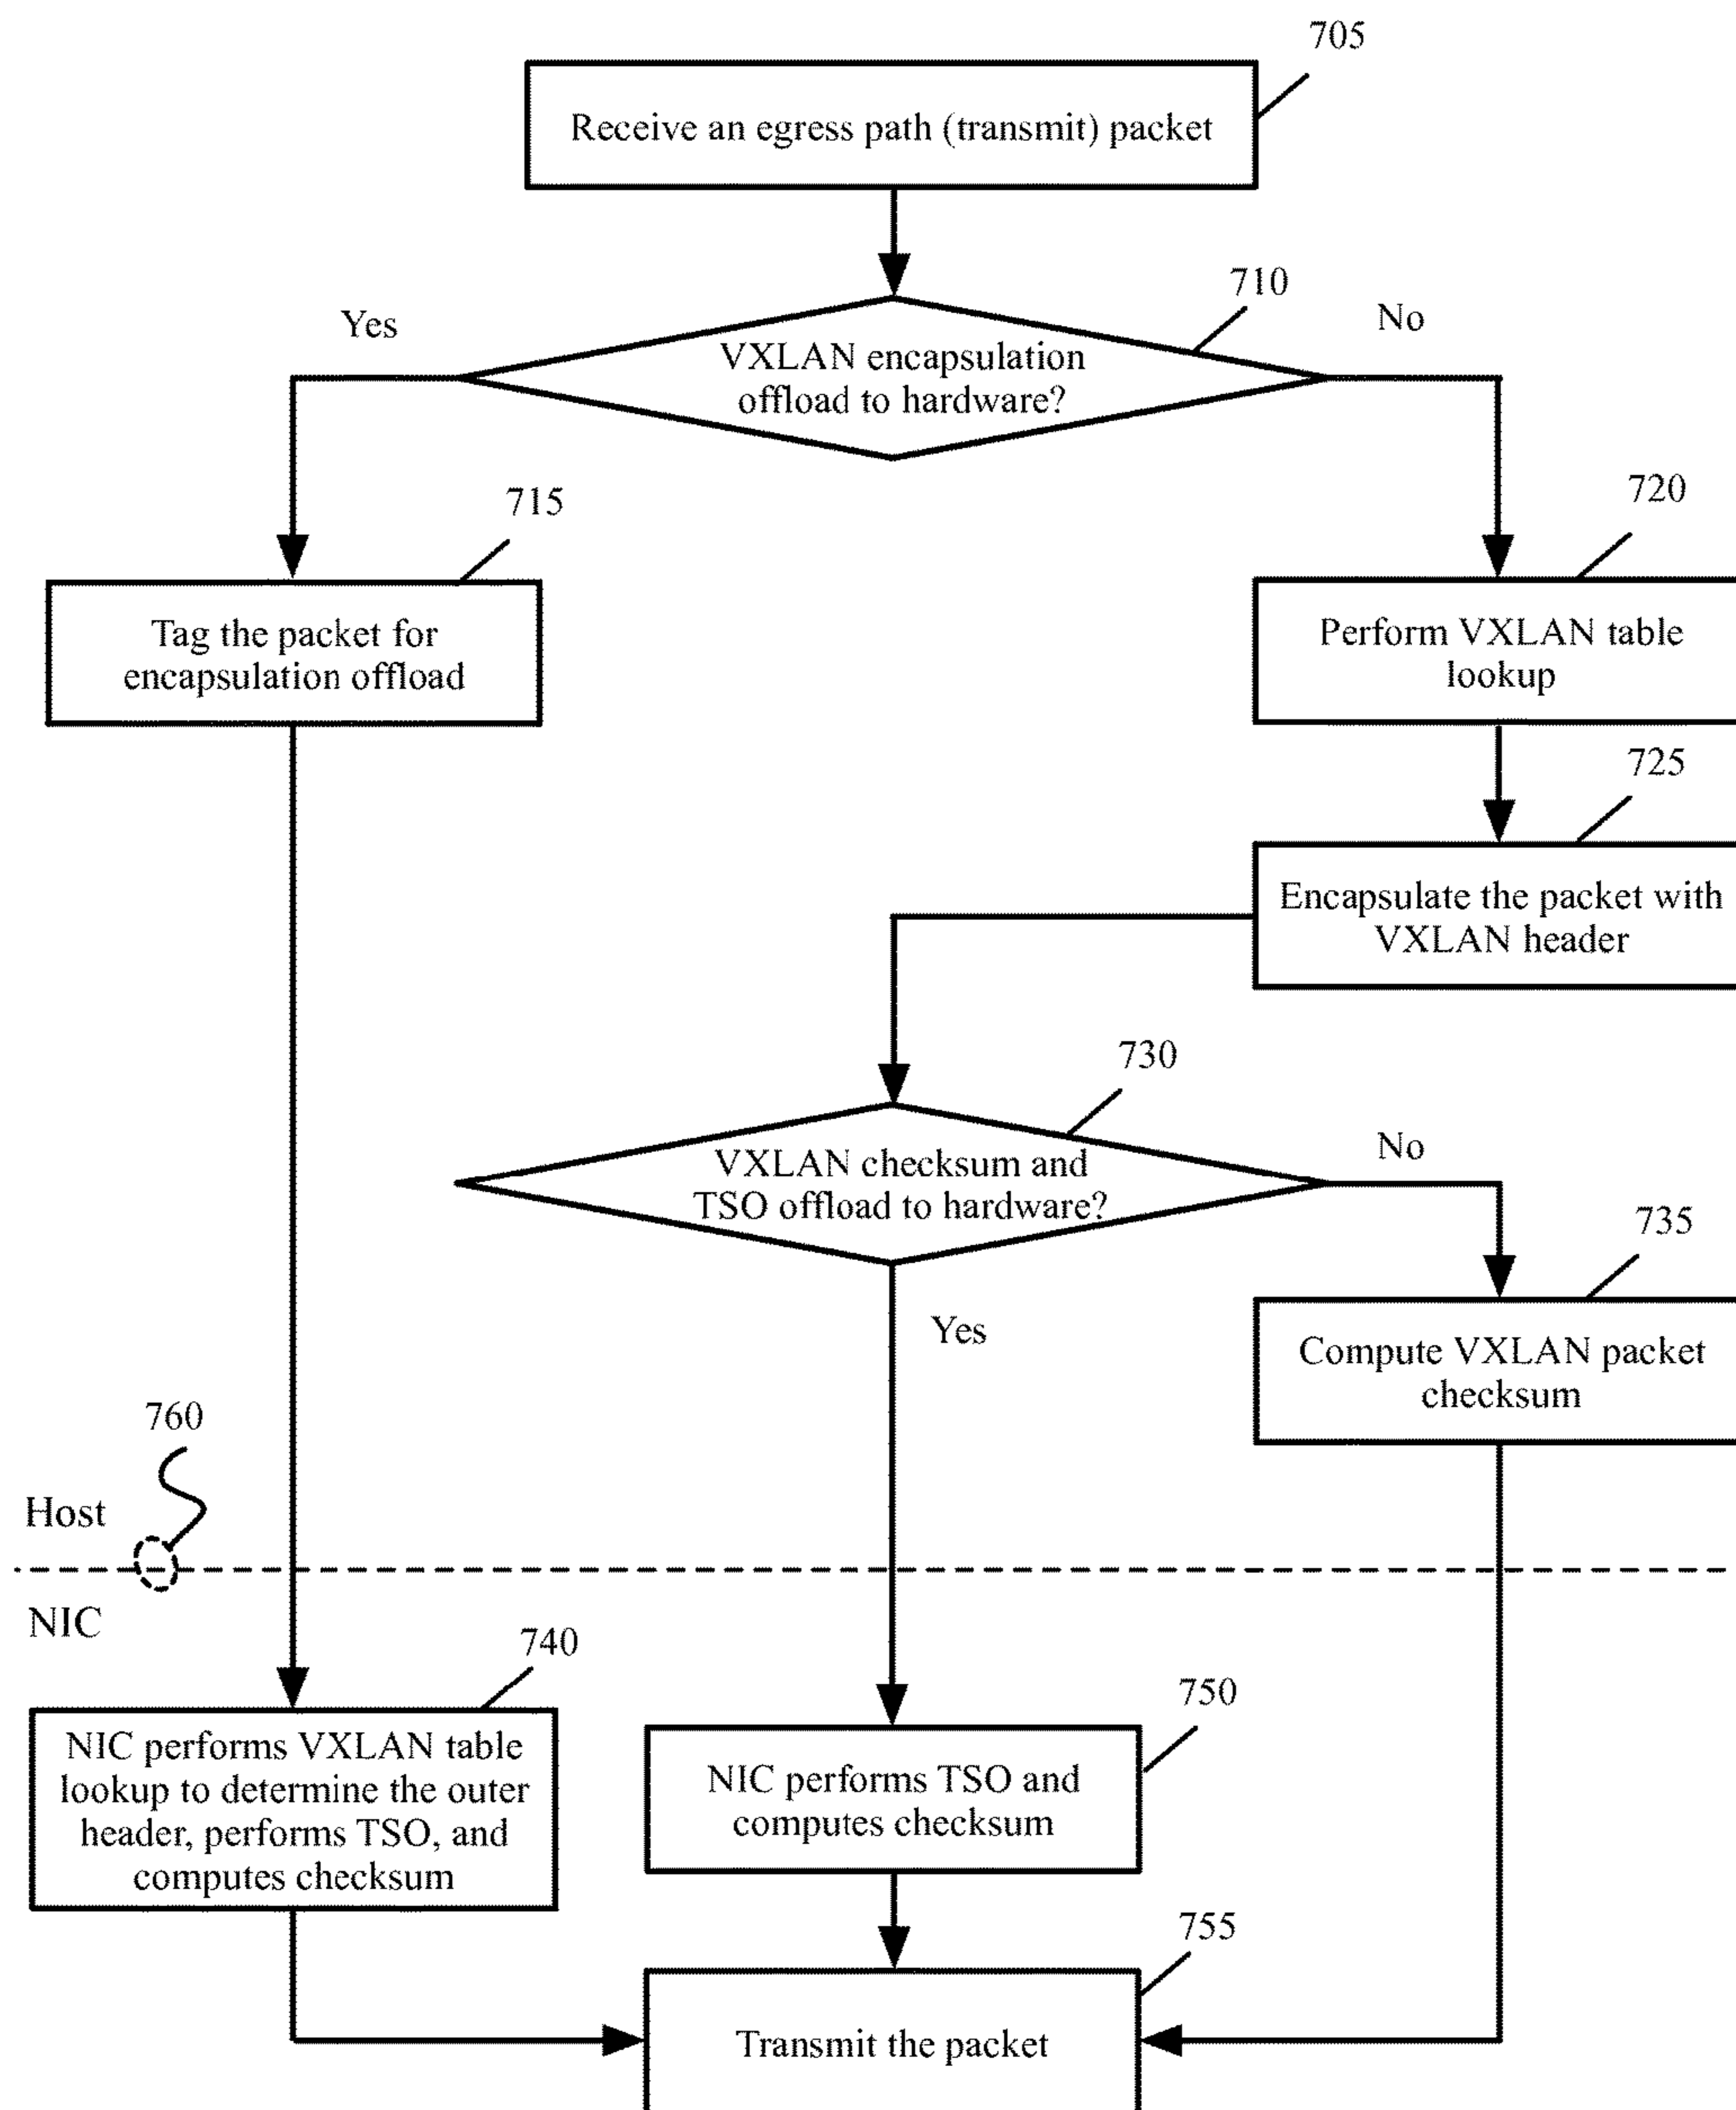 705
Receive an egress path (transmit) packet
710
Yes
No
VXLAN encapsulation
offload to hardware?
715
720
Tag the packet for
encapsulation offload
Perform VXLAN table
lookup
725
Encapsulate the packet with
VXLAN header
730
No
VXLAN checksum and
TSO offload to hardware?
735
Yes
Compute VXLAN packet
checksum
760
Host
NIC
740
750
NIC performs VXLAN table
lookup to determine the outer
header, performs TSO, and
computes checksum
NIC performs TSO and
computes checksum
755
Transmit the packet